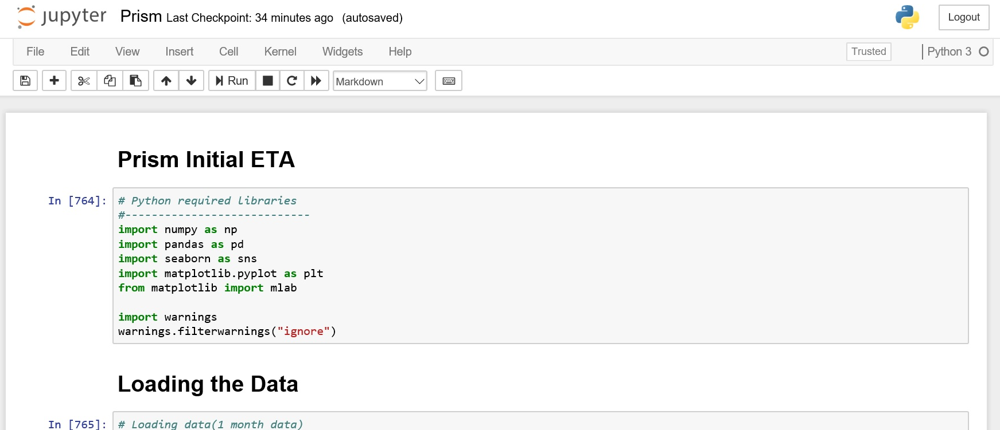 jupyter Prism Last Checkpoint: 34 minutes ago (autosaved) Logout
File Edit View Insert Cell Kernel Widgets Help Trusted Python 3
Run Markdown
Prism Initial ETA
In [764]: # Python required libraries
#----------------------------
import numpy as np
import pandas as pd
import seaborn as sns
import matplotlib.pyplot as plt
from matplotlib import mlab
import warnings
warnings.filterwarnings("ignore")
Loading the Data
In [765]: # Loading data(1 month data)